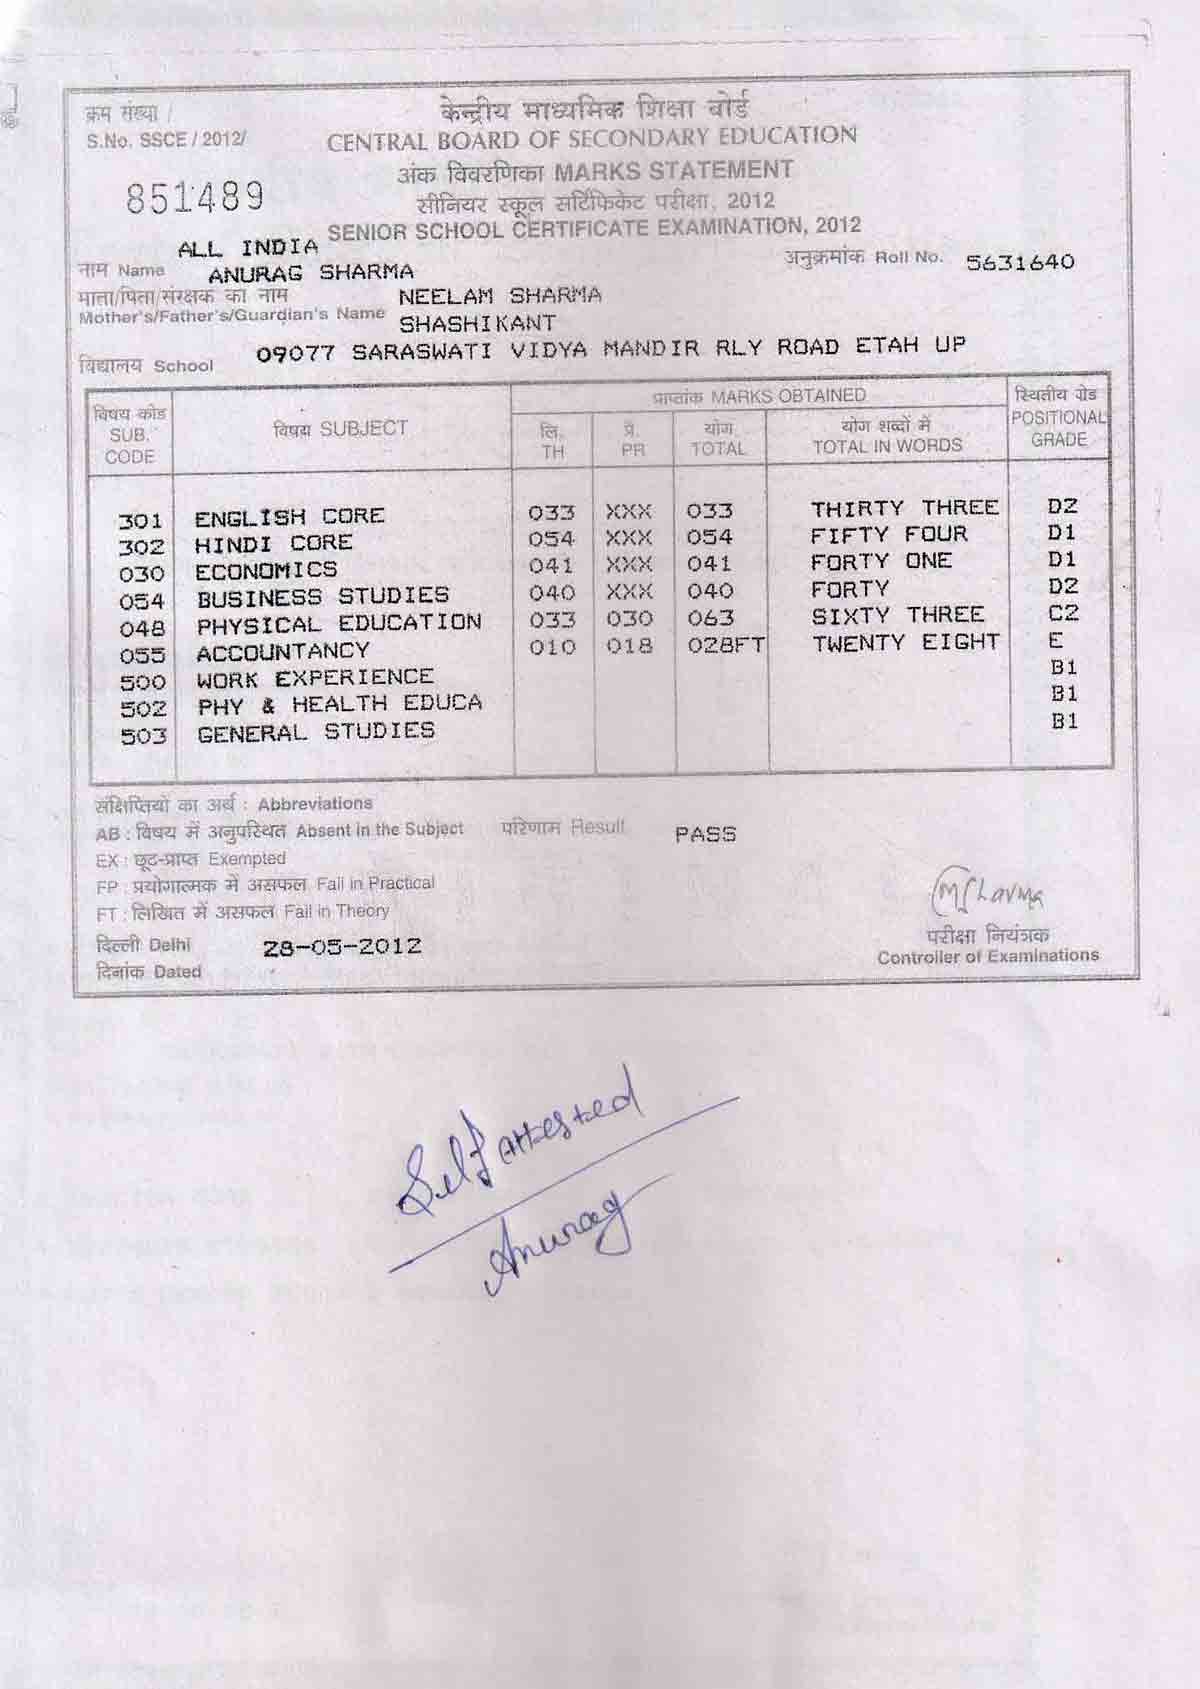 क्रम संख्या /
S.No. SSCE / 2012/
851489
केन्द्रीय माध्यमिक शिक्षा बोर्ड
CENTRAL BOARD OF SECONDARY EDUCATION
अंक विवरणिका MARKS STATEMENT
सीनियर स्कूल सर्टिफिकेट परीक्षा, 2012
SENIOR SCHOOL CERTIFICATE EXAMINATION, 2012
ALL INDIA
नाम Name ANURAG SHARMA अनुक्रमांक Roll No. 5631640
माता/पिता/संरक्षक का नाम NEELAM SHARMA
Mother's/Father's/Guardian's Name SHASHIKANT
विद्यालय School 09077 SARASWATI VIDYA MANDIR RLY ROAD ETAH UP
विषय कोड SUB. CODE विषय SUBJECT प्राप्तांक MARKS OBTAINED स्थितीय ग्रेड POSITIONAL GRADE
लि. TH प्रे. PR योग TOTAL योग शब्दों में TOTAL IN WORDS
301 ENGLISH CORE 033 XXX 033 THIRTY THREE D2
302 HINDI CORE 054 XXX 054 FIFTY FOUR D1
030 ECONOMICS 041 XXX 041 FORTY ONE D1
054 BUSINESS STUDIES 040 XXX 040 FORTY D2
048 PHYSICAL EDUCATION 033 030 063 SIXTY THREE C2
055 ACCOUNTANCY 010 018 028FT TWENTY EIGHT E
500 WORK EXPERIENCE B1
502 PHY & HEALTH EDUCA B1
503 GENERAL STUDIES B1
संक्षिप्तियों का अर्थ : Abbreviations
AB : विषय में अनुपस्थित Absent in the Subject परिणाम Result PASS
EX : छूट-प्राप्त Exempted
FP : प्रयोगात्मक में असफल Fail in Practical
FT : लिखित में असफल Fail in Theory
दिल्ली Delhi 28-05-2012
दिनांक Dated
परीक्षा नियंत्रक
Controller of Examinations
Self attested
Anurag